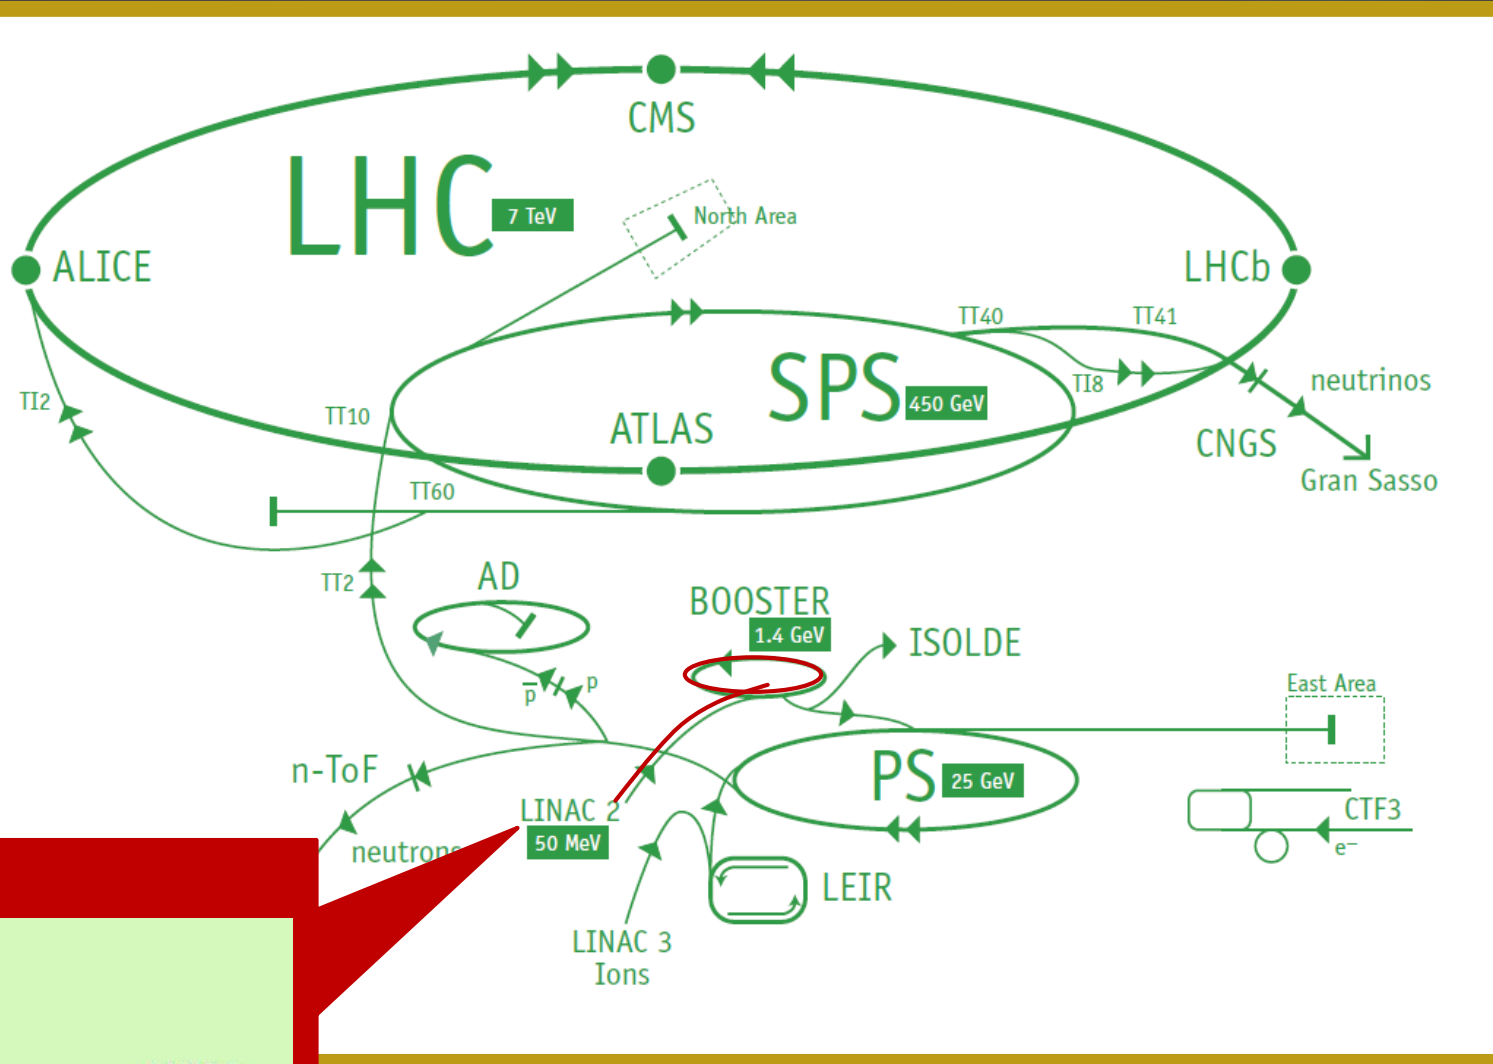 CMS
LHC
7 TeV
North Area
ALICE
LHCb
TT40
TT41
SPS
450 GeV
TI8
neutrinos
TI2
TT10
ATLAS
CNGS
Gran Sasso
TT60
AD
TT2
BOOSTER
1.4 GeV
ISOLDE
p̅
p
East Area
n-ToF
PS
25 GeV
LINAC 2
50 MeV
CTF3
e⁻
LEIR
LINAC 3
Ions